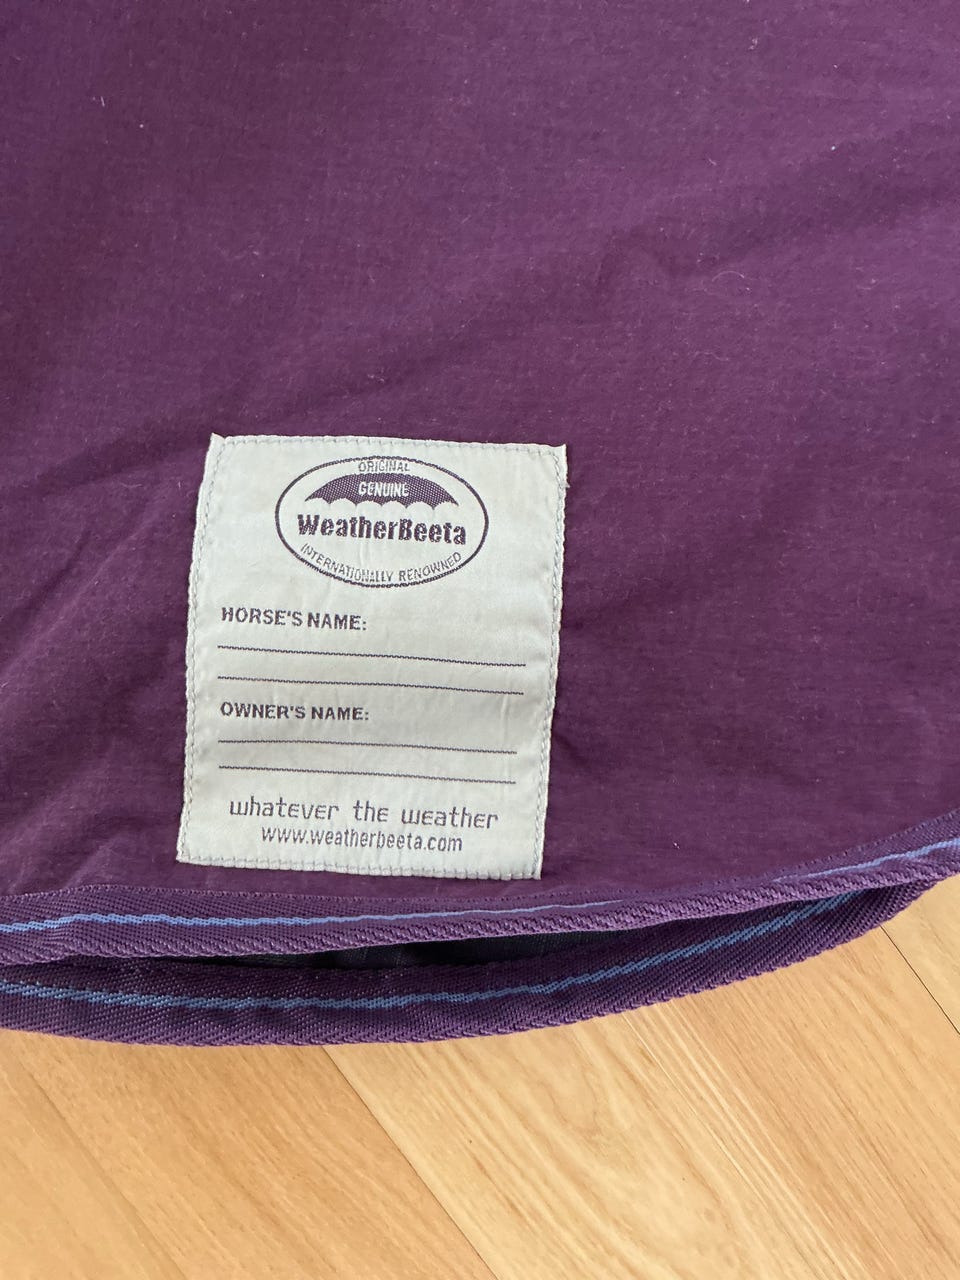 ORIGINAL
GENUINE
WeatherBeeta
INTERNATIONALLY RENOWNED
HORSE'S NAME:
OWNER'S NAME:
whatever the weather
www.weatherbeeta.com